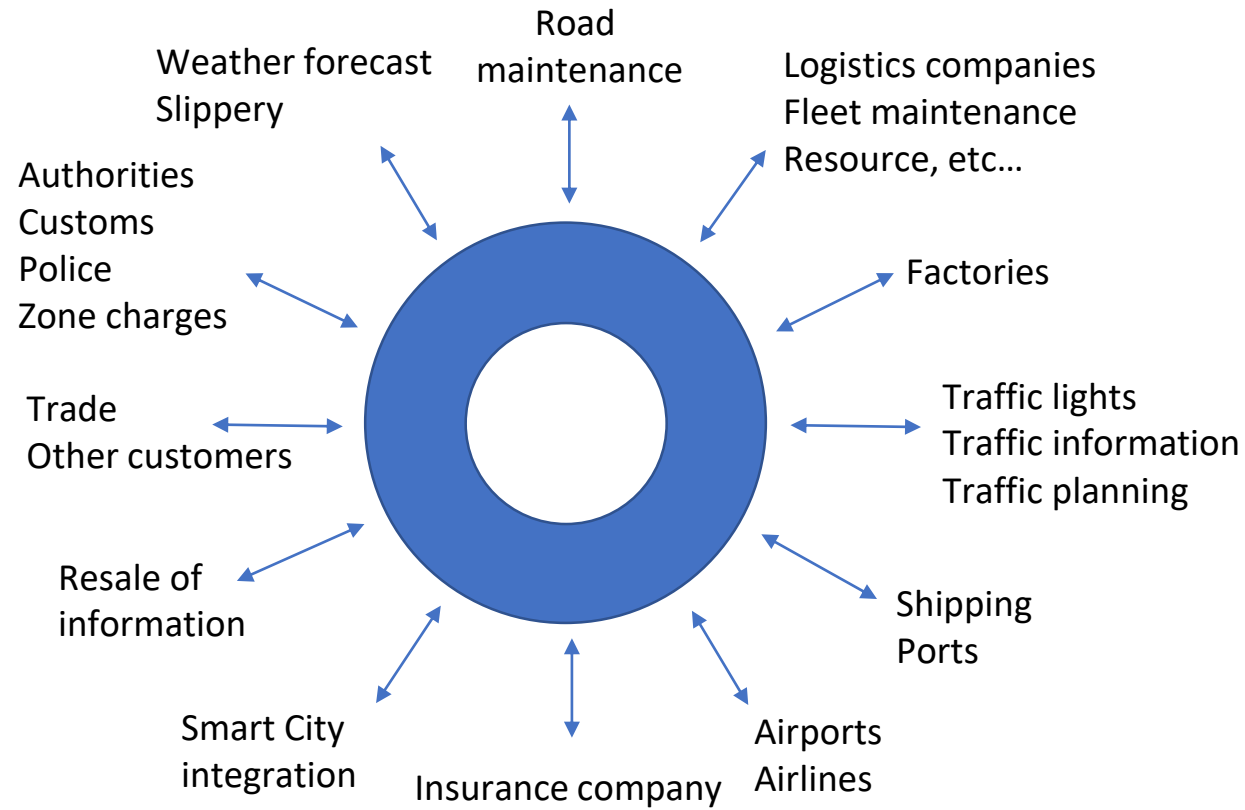 Road
maintenance
Weather forecast
Slippery
Logistics companies
Fleet maintenance
Resource, etc…
Authorities
Customs
Police
Zone charges
Factories
Trade
Other customers
Traffic lights
Traffic information
Traffic planning
Resale of
information
Shipping
Ports
Smart City
integration
Insurance company
Airports
Airlines